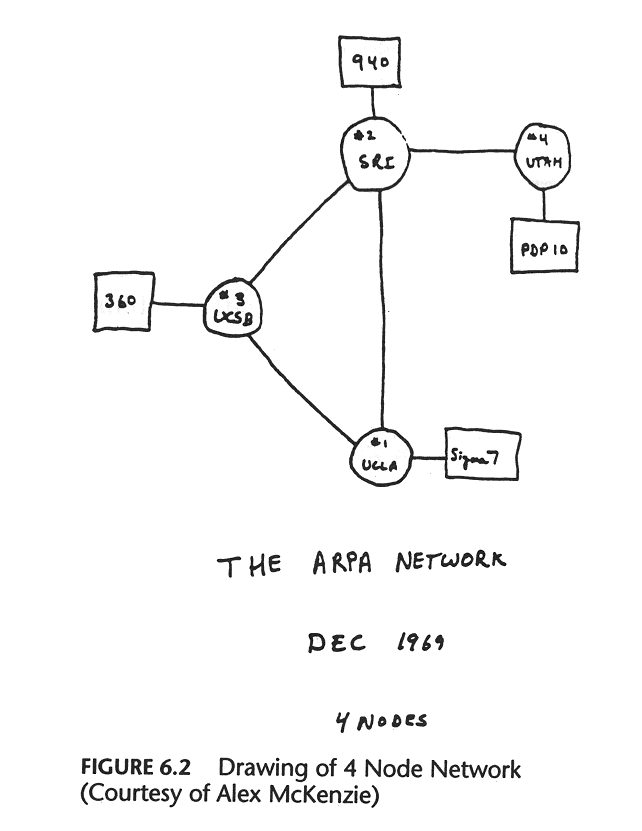 940
#2
SRI
#4
UTAH
PDP 10
360
#3
UCSB
#1
UCLA
Sigma 7
THE ARPA NETWORK
DEC 1969
4 NODES
FIGURE 6.2 Drawing of 4 Node Network
(Courtesy of Alex McKenzie)